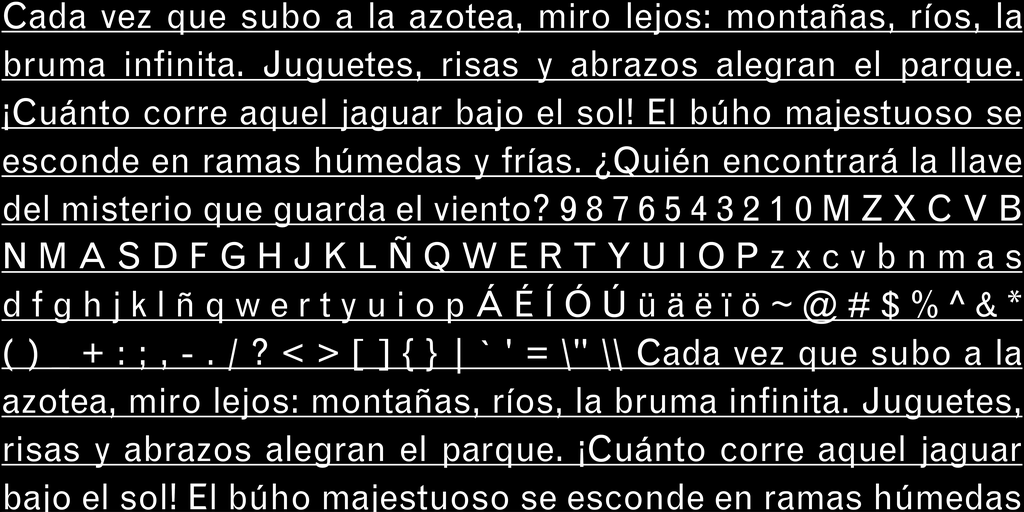 Cada vez que subo a la azotea, miro lejos: montañas, ríos, la
bruma infinita. Juguetes, risas y abrazos alegran el parque.
¡Cuánto corre aquel jaguar bajo el sol! El búho majestuoso se
esconde en ramas húmedas y frías. ¿Quién encontrará la llave
del misterio que guarda el viento? 9 8 7 6 5 4 3 2 1 0 M Z X C V B
N M A S D F G H J K L Ñ Q W E R T Y U I O P z x c v b n m a s
d f g h j k l ñ q w e r t y u i o p Á É Í Ó Ú ü ä ë ï ö ~ @ # $ % ^ & *
( ) _ + : ; , - . / ? < > [ ] { } | ` ' = \" \\ Cada vez que subo a la
azotea, miro lejos: montañas, ríos, la bruma infinita. Juguetes,
risas y abrazos alegran el parque. ¡Cuánto corre aquel jaguar
bajo el sol! El búho majestuoso se esconde en ramas húmedas